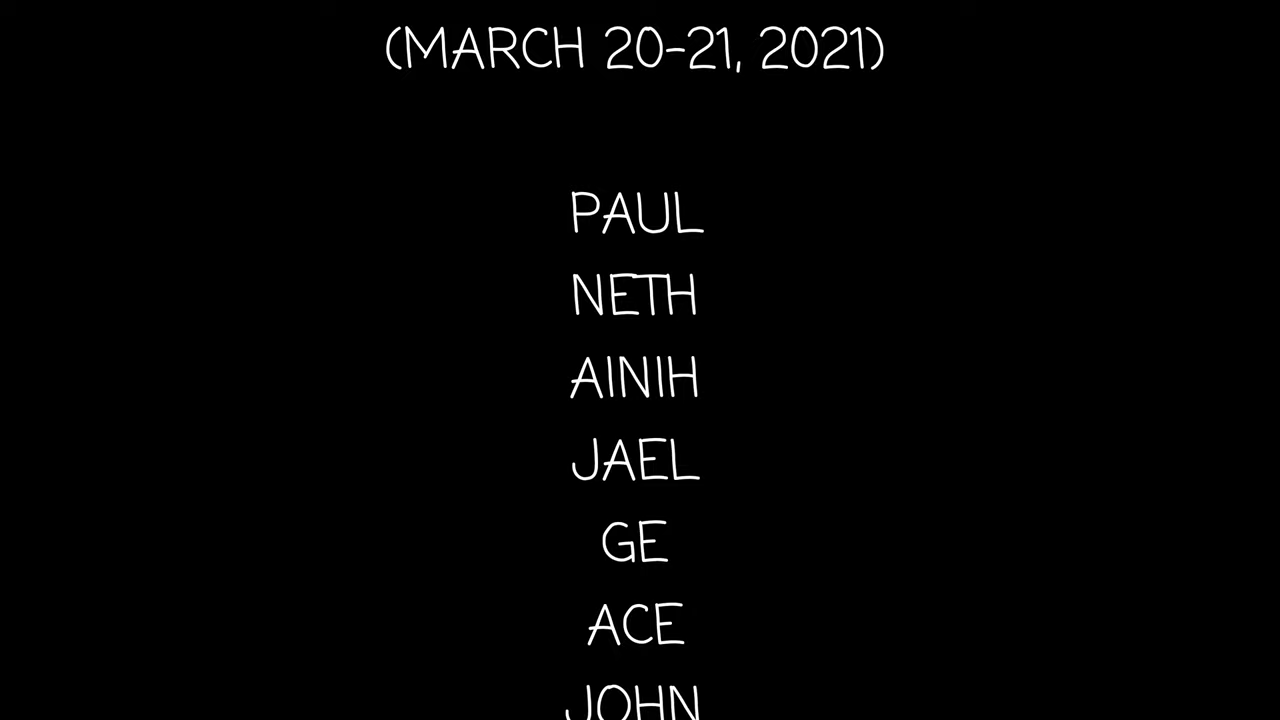 (MARCH 20-21, 2021)
PAUL
NETH
AINIH
JAEL
GE
ACE
JOHN